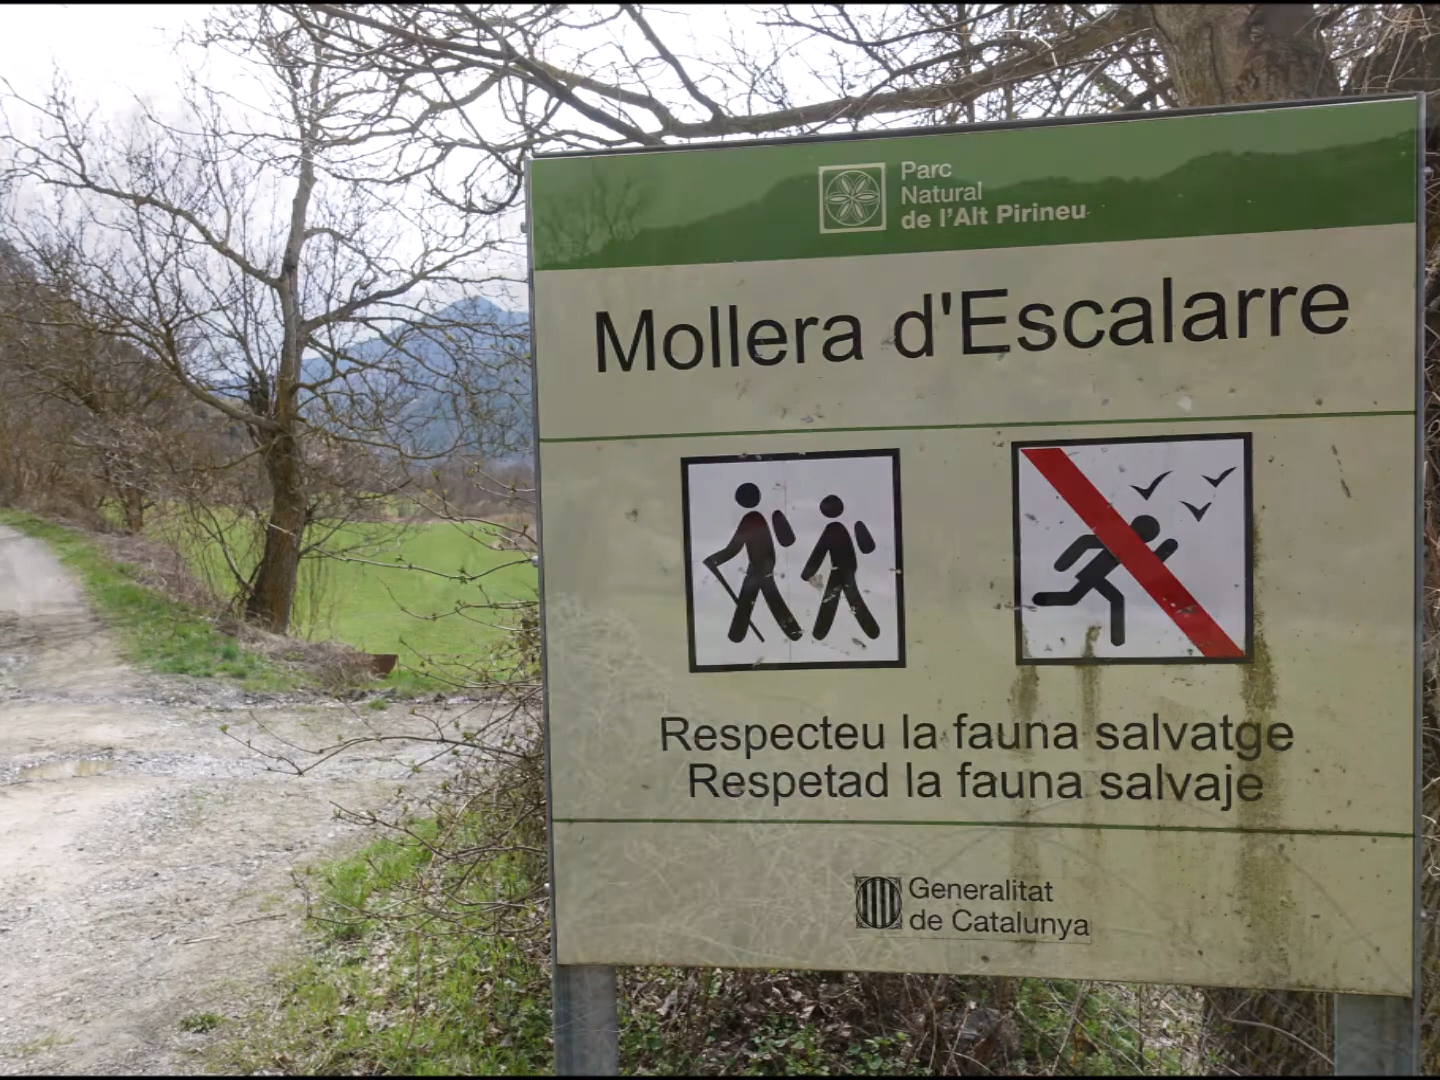 Parc
Natural
de l'Alt Pirineu
Mollera d'Escalarre
Respecteu la fauna salvatge
Respetad la fauna salvaje
Generalitat
de Catalunya